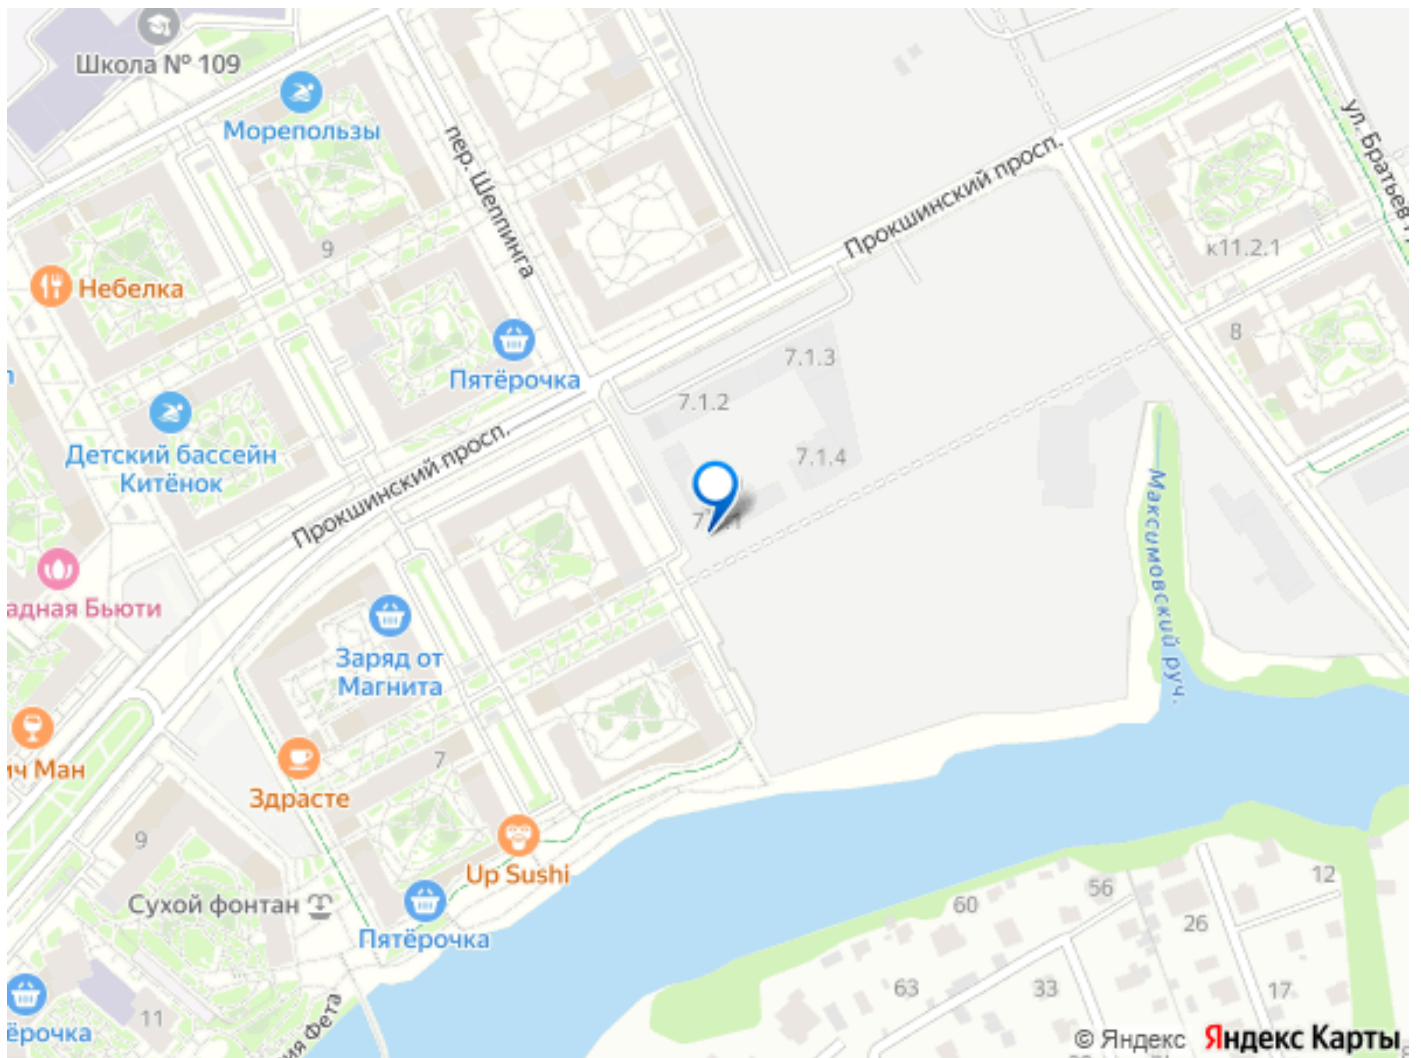 Школа № 109
Морепользы
пер. Шеппинга
Прокшинский просп.
ул. Братьев
9
к11.2.1
Небелка
8
7.1.3
Пятёрочка
7.1.2
Детский бассейн
Китёнок
Прокшинский просп.
7.1.4
Максимовский руч.
адная Бьюти
Заряд от
Магнита
7
ич Ман
Здрасте
9
Up Sushi
Сухой фонтан
Пятёрочка
56
12
60
26
63
33
17
11
ия Фета
ёрочка
© Яндекс Яндекс Карты